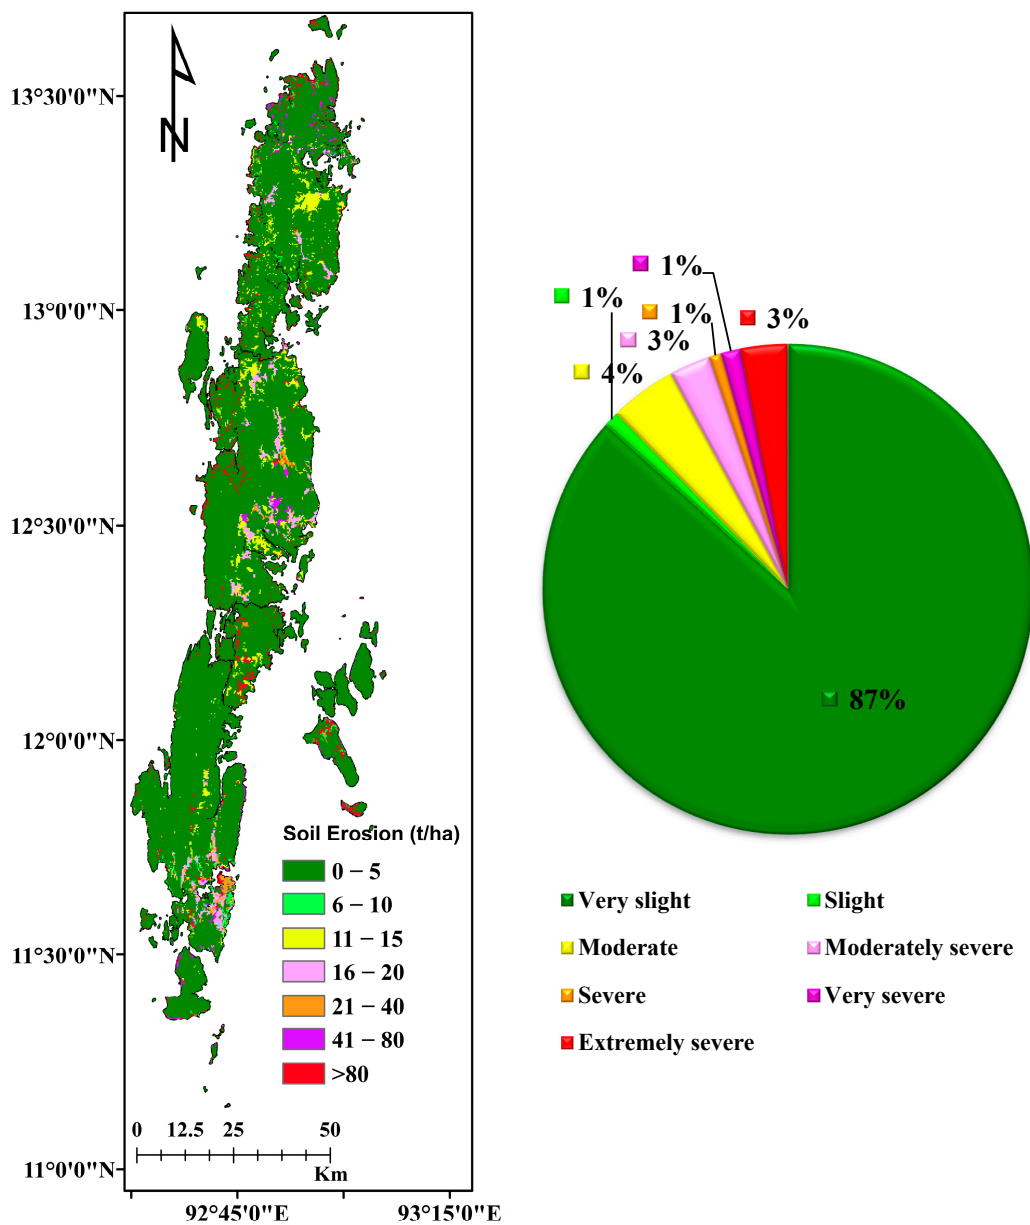 13°30'0"N
13°0'0"N
12°30'0"N
12°0'0"N
11°30'0"N
11°0'0"N
N
Soil Erosion (t/ha)
0 – 5
6 – 10
11 – 15
16 – 20
21 – 40
41 – 80
>80
0 12.5 25 50
Km
92°45'0"E 93°15'0"E
1%
1%
1%
3%
3%
4%
87%
Very slight
Slight
Moderate
Moderately severe
Severe
Very severe
Extremely severe